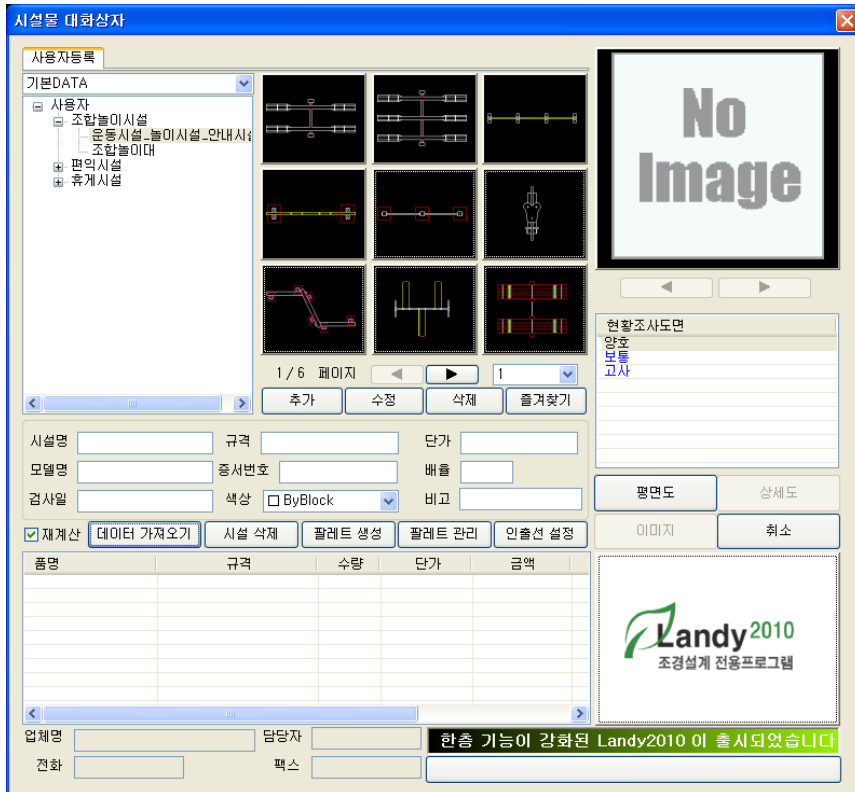 시설물 대화상자
사용자등록
기본DATA
사용자
조합놀이시설
운동시설_놀이시설_안내시
조합놀이대
편익시설
휴게시설
No
Image
1 / 6 페이지
1
추가 수정 삭제 즐겨찾기
현황조사도면
양호
보통
고사
시설명 규격 단가
모델명 증서번호 배율
검사일 색상 ByBlock 비고
평면도 상세도
이미지 취소
재계산 데이터 가져오기 시설 삭제 팔레트 생성 팔레트 관리 인출선 설정
품명 규격 수량 단가 금액
Landy2010
조경설계 전용프로그램
업체명 담당자
전화 팩스
한층 기능이 강화된 Landy2010 이 출시되었습니다